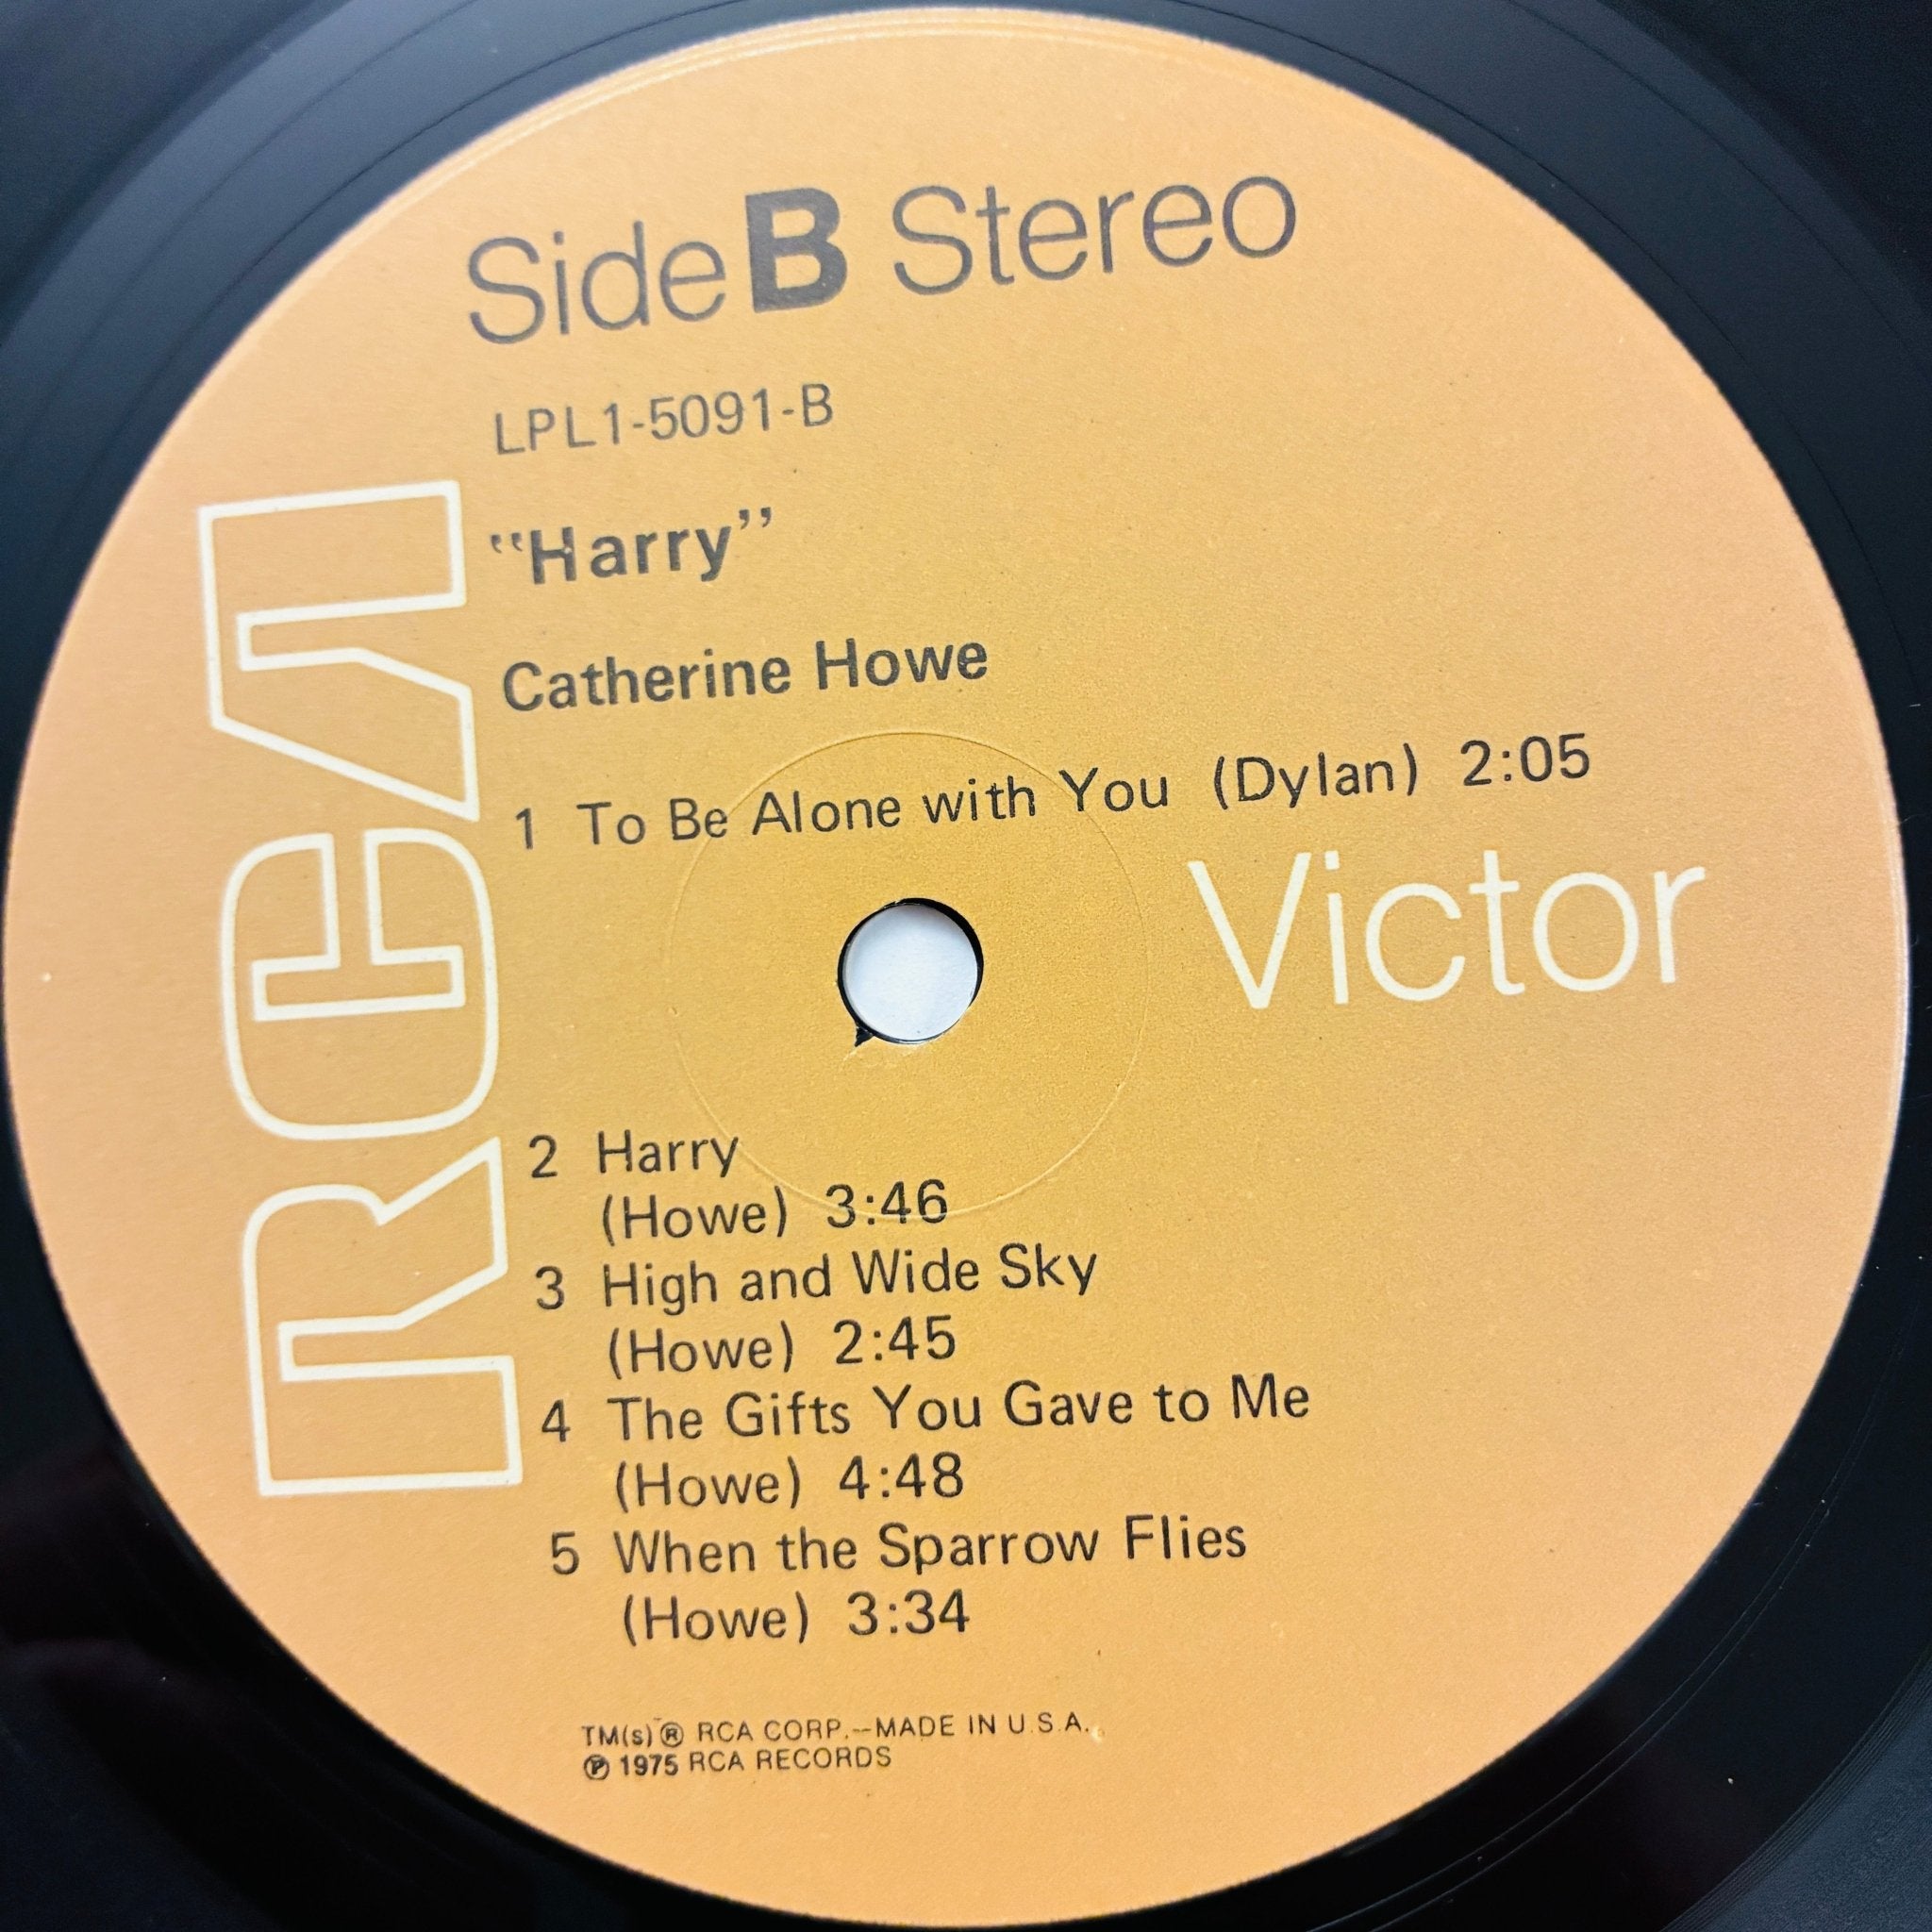 Side B Stereo
LPL1-5091-B
"Harry"
Catherine Howe
1 To Be Alone with You (Dylan) 2:05
RCA
Victor
2 Harry
(Howe) 3:46
3 High and Wide Sky
(Howe) 2:45
4 The Gifts You Gave to Me
(Howe) 4:48
5 When the Sparrow Flies
(Howe) 3:34
TM(s) ® RCA CORP.--MADE IN U.S.A.
℗ 1975 RCA RECORDS